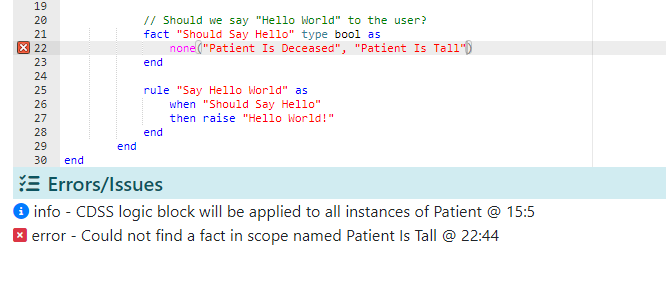 19
20 // Should we say "Hello World" to the user?
21 fact "Should Say Hello" type bool as
22 none("Patient Is Deceased", "Patient Is Tall")
23 end
24
25 rule "Say Hello World" as
26 when "Should Say Hello"
27 then raise "Hello World!"
28 end
29 end
30 end
Errors/Issues
info - CDSS logic block will be applied to all instances of Patient @ 15:5
error - Could not find a fact in scope named Patient Is Tall @ 22:44